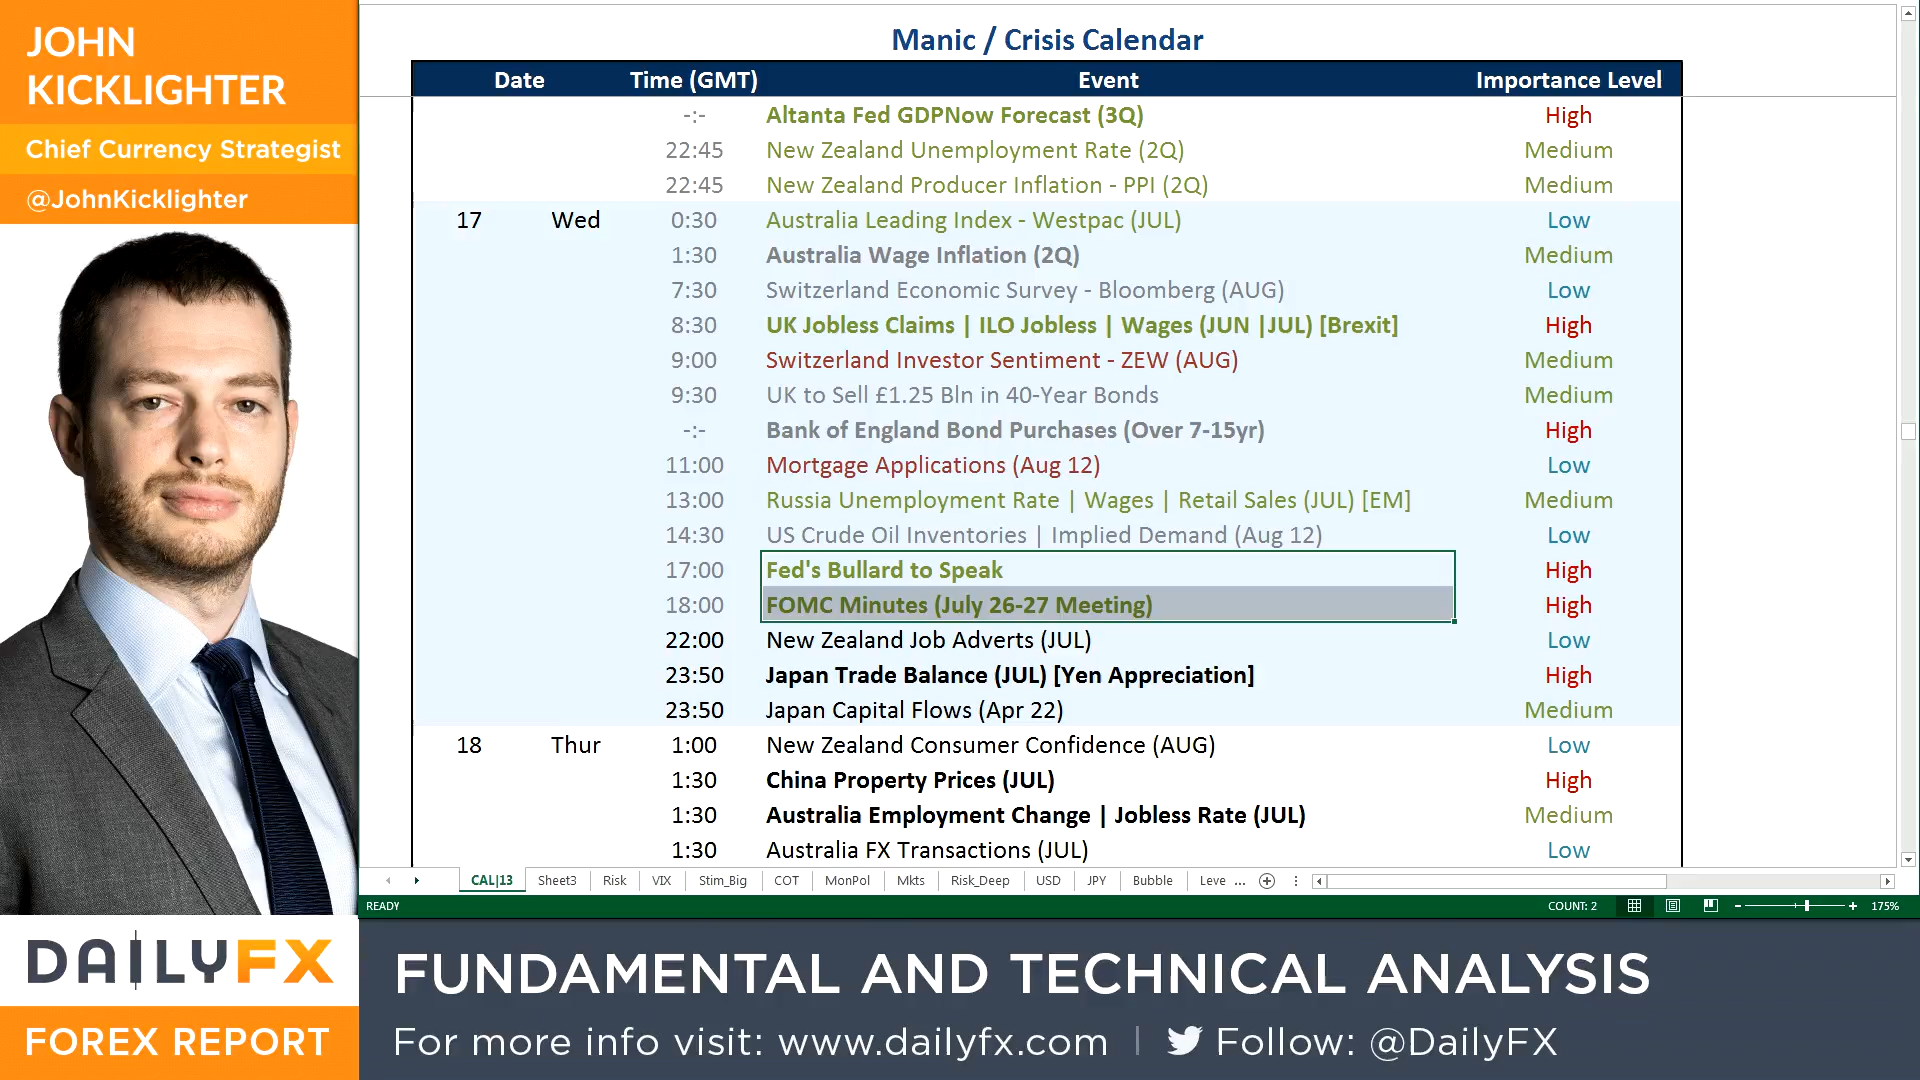 JOHN
KICKLIGHTER
Chief Currency Strategist
@JohnKicklighter
Manic / Crisis Calendar
Date Time (GMT) Event Importance Level
-:- Altanta Fed GDPNow Forecast (3Q) High
22:45 New Zealand Unemployment Rate (2Q) Medium
22:45 New Zealand Producer Inflation - PPI (2Q) Medium
17 Wed 0:30 Australia Leading Index - Westpac (JUL) Low
1:30 Australia Wage Inflation (2Q) Medium
7:30 Switzerland Economic Survey - Bloomberg (AUG) Low
8:30 UK Jobless Claims | ILO Jobless | Wages (JUN |JUL) [Brexit] High
9:00 Switzerland Investor Sentiment - ZEW (AUG) Medium
9:30 UK to Sell £1.25 Bln in 40-Year Bonds Medium
-:- Bank of England Bond Purchases (Over 7-15yr) High
11:00 Mortgage Applications (Aug 12) Low
13:00 Russia Unemployment Rate | Wages | Retail Sales (JUL) [EM] Medium
14:30 US Crude Oil Inventories | Implied Demand (Aug 12) Low
17:00 Fed's Bullard to Speak High
18:00 FOMC Minutes (July 26-27 Meeting) High
22:00 New Zealand Job Adverts (JUL) Low
23:50 Japan Trade Balance (JUL) [Yen Appreciation] High
23:50 Japan Capital Flows (Apr 22) Medium
18 Thur 1:00 New Zealand Consumer Confidence (AUG) Low
1:30 China Property Prices (JUL) High
1:30 Australia Employment Change | Jobless Rate (JUL) Medium
1:30 Australia FX Transactions (JUL) Low
CAL|13 Sheet3 Risk VIX Stim_Big COT MonPol Mkts Risk_Deep USD JPY Bubble Leve ...
READY COUNT: 2 175%
DAILYFX
FOREX REPORT
FUNDAMENTAL AND TECHNICAL ANALYSIS
For more info visit: www.dailyfx.com | Follow: @DailyFX